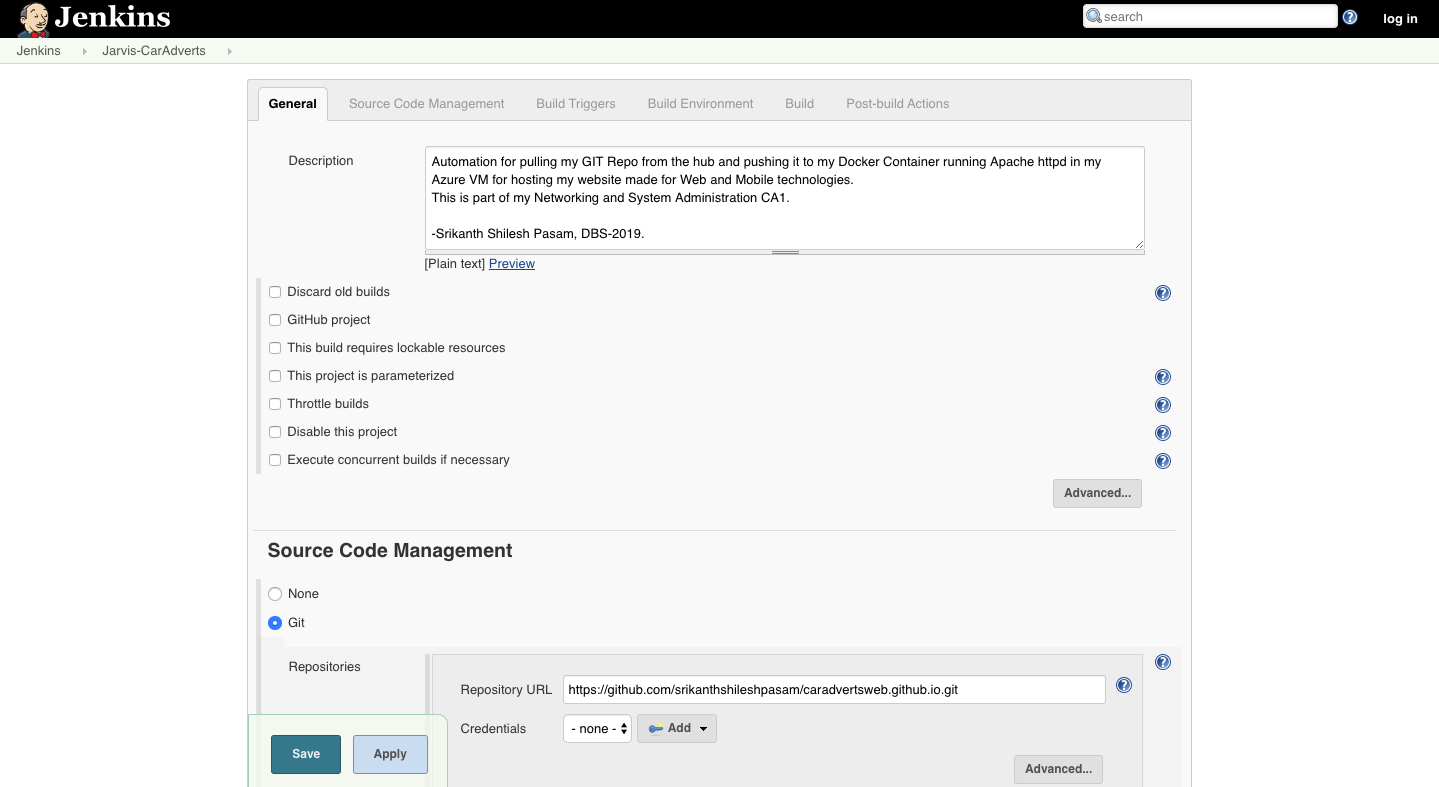 Jenkins
search
log in
Jenkins Jarvis-CarAdverts
General Source Code Management Build Triggers Build Environment Build Post-build Actions
Description
Automation for pulling my GIT Repo from the hub and pushing it to my Docker Container running Apache httpd in my
Azure VM for hosting my website made for Web and Mobile technologies.
This is part of my Networking and System Administration CA1.
-Srikanth Shilesh Pasam, DBS-2019.
[Plain text] Preview
Discard old builds
GitHub project
This build requires lockable resources
This project is parameterized
Throttle builds
Disable this project
Execute concurrent builds if necessary
Advanced...
Source Code Management
None
Git
Repositories
Repository URL https://github.com/srikanthshileshpasam/caradvertsweb.github.io.git
Credentials - none - Add
Save Apply
Advanced...